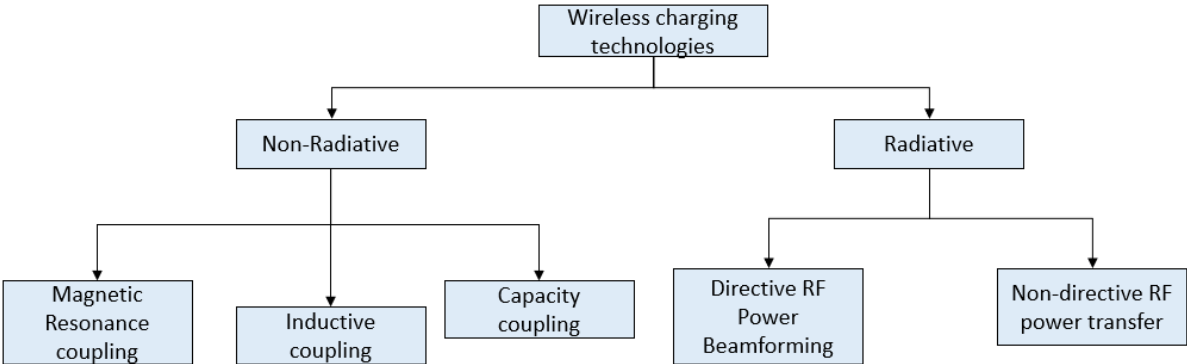 Wireless charging
technologies
Non-Radiative
Radiative
Magnetic
Resonance
coupling
Inductive
coupling
Capacity
coupling
Directive RF
Power
Beamforming
Non-directive RF
power transfer